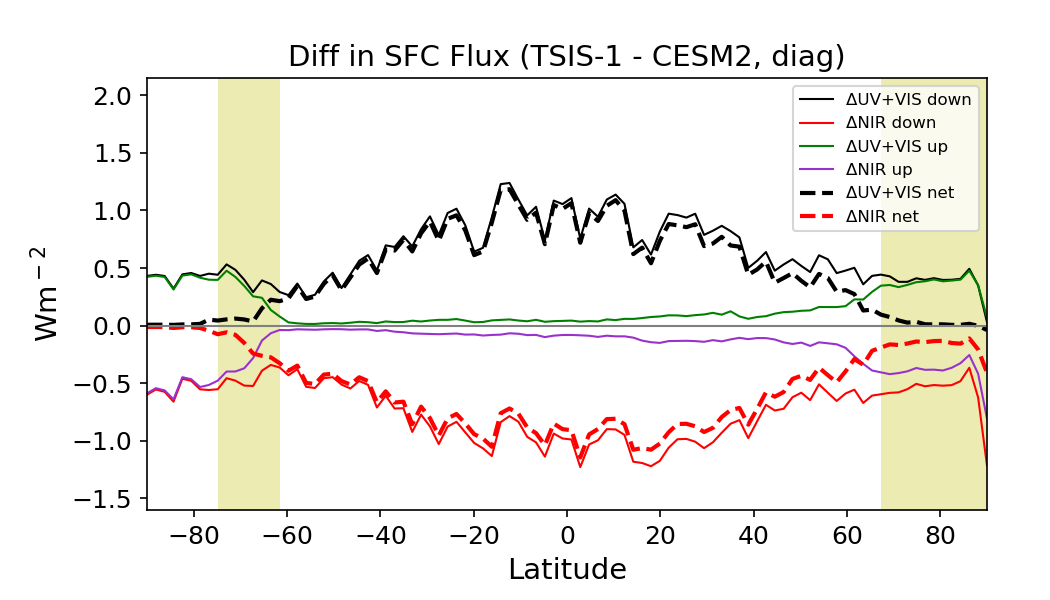 Diff in SFC Flux (TSIS-1 - CESM2, diag)
ΔUV+VIS down
ΔNIR down
ΔUV+VIS up
ΔNIR up
ΔUV+VIS net
ΔNIR net
2.0
1.5
1.0
0.5
0.0
−0.5
−1.0
−1.5
Wm−2
−80 −60 −40 −20 0 20 40 60 80
Latitude